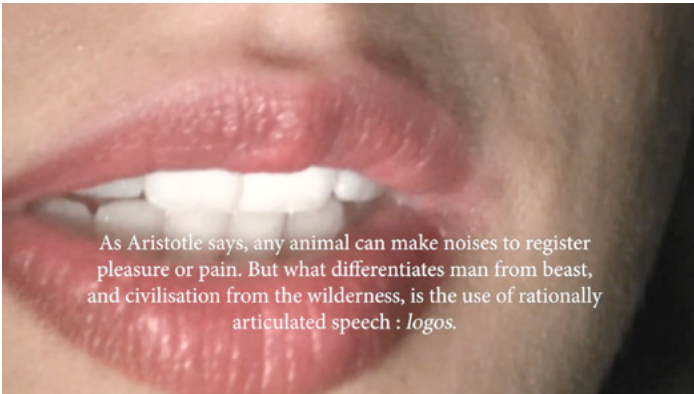 As Aristotle says, any animal can make noises to register
pleasure or pain. But what differentiates man from beast,
and civilisation from the wilderness, is the use of rationally
articulated speech : logos.